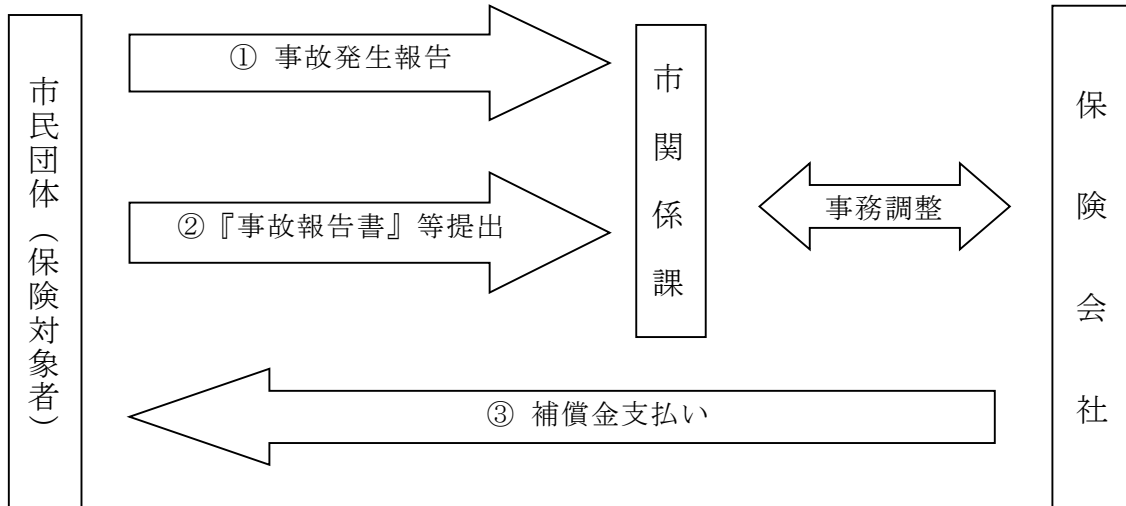 市民団体（保険対象者）
① 事故発生報告
②『事故報告書』等提出
市関係課
事務調整
保険会社
③ 補償金支払い